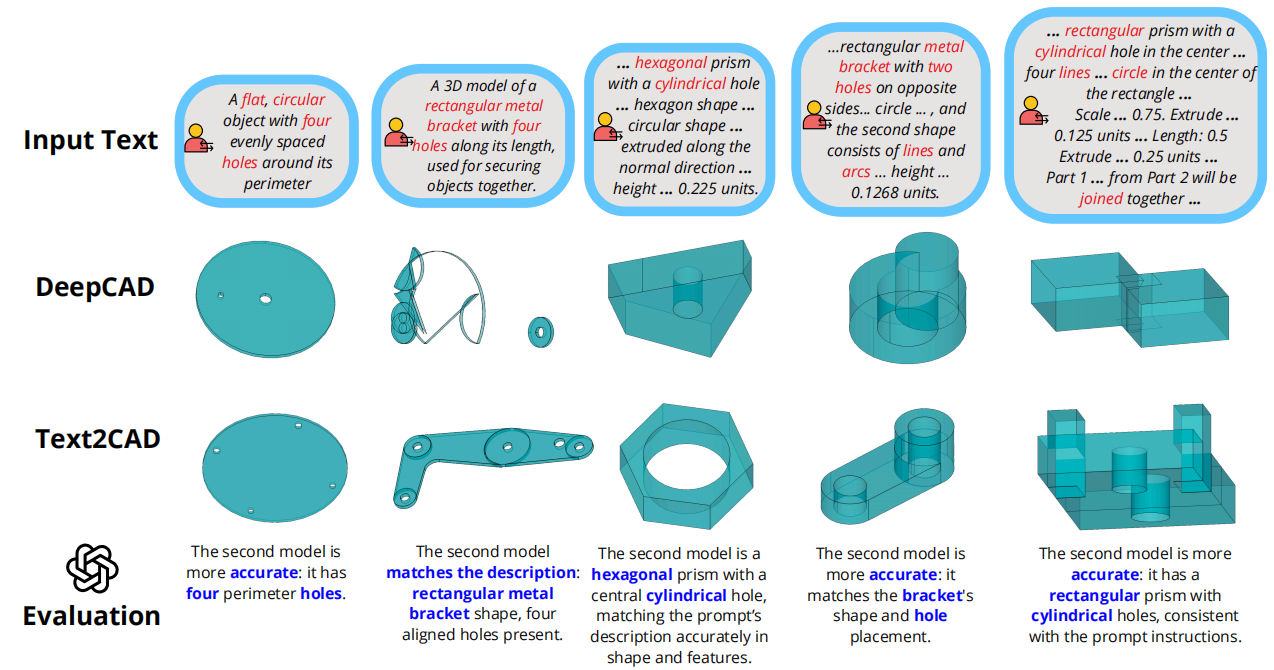 Input Text
A flat, circular
object with four
evenly spaced
holes around its
perimeter
A 3D model of a
rectangular metal
bracket with four
holes along its length,
used for securing
objects together.
... hexagonal prism
with a cylindrical hole
... hexagon shape ...
circular shape ...
extruded along the
normal direction ...
height ... 0.225 units.
...rectangular metal
bracket with two
holes on opposite
sides... circle ... , and
the second shape
consists of lines and
arcs ... height ...
0.1268 units.
... rectangular prism with a
cylindrical hole in the center ...
four lines ... circle in the center of
the rectangle ...
Scale ... 0.75. Extrude ...
0.125 units ... Length: 0.5
Extrude ... 0.25 units ...
Part 1 ... from Part 2 will be
joined together ...
DeepCAD
Text2CAD
Evaluation
The second model is
more accurate: it has
four perimeter holes.
The second model
matches the description:
rectangular metal
bracket shape, four
aligned holes present.
The second model is a
hexagonal prism with a
central cylindrical hole,
matching the prompt's
description accurately in
shape and features.
The second model is
more accurate: it
matches the bracket's
shape and hole
placement.
The second model is more
accurate: it has a
rectangular prism with
cylindrical holes, consistent
with the prompt instructions.